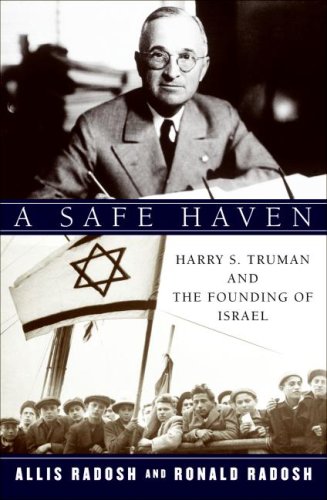 A SAFE HAVEN
HARRY S. TRUMAN
AND
THE FOUNDING OF
ISRAEL
ALLIS RADOSH AND RONALD RADOSH